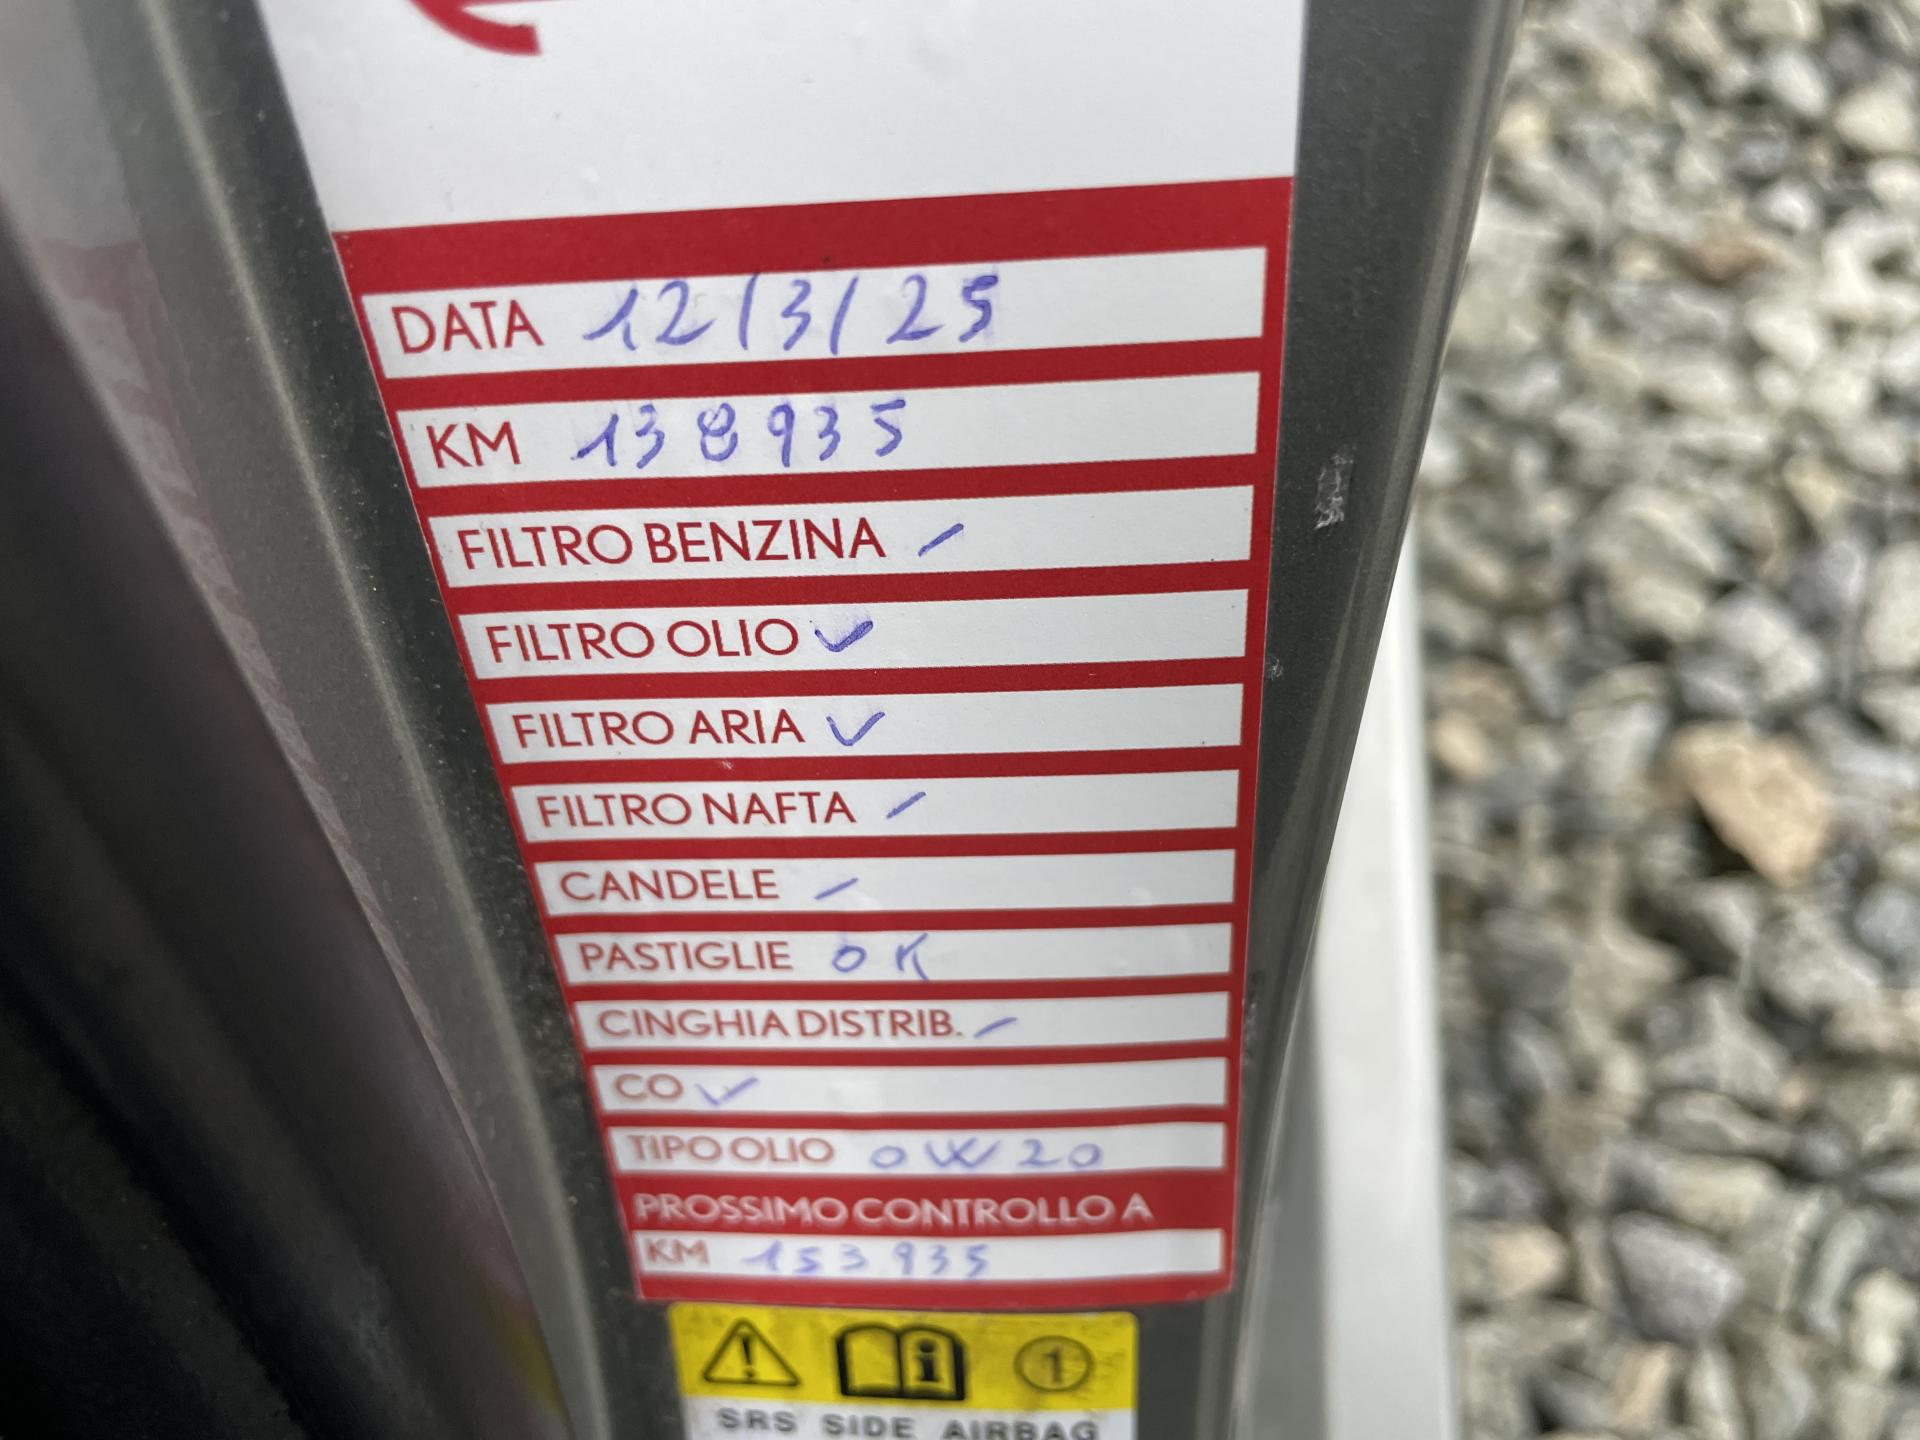 DATA 12/3/25
KM 138935
FILTRO BENZINA /
FILTRO OLIO ✓
FILTRO ARIA ✓
FILTRO NAFTA /
CANDELE /
PASTIGLIE OK
CINGHIA DISTRIB. /
CO ✓
TIPO OLIO 0W20
PROSSIMO CONTROLLO A
KM 153935
1
SRS SIDE AIRBAG